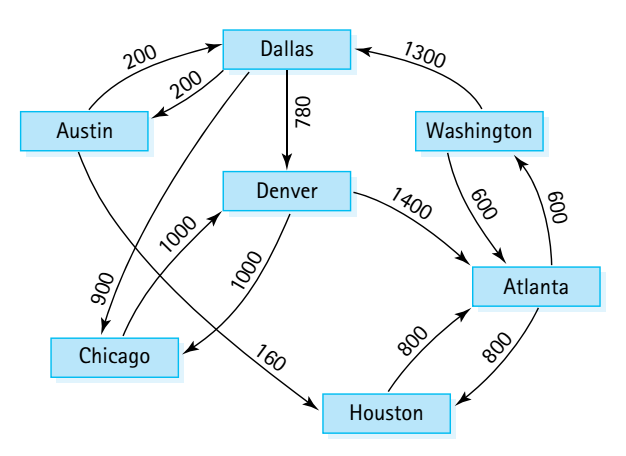 Dallas
1300
200
200
Austin
780
Washington
Denver
1400
600
600
1000
1000
Atlanta
900
Chicago
160
800
800
Houston